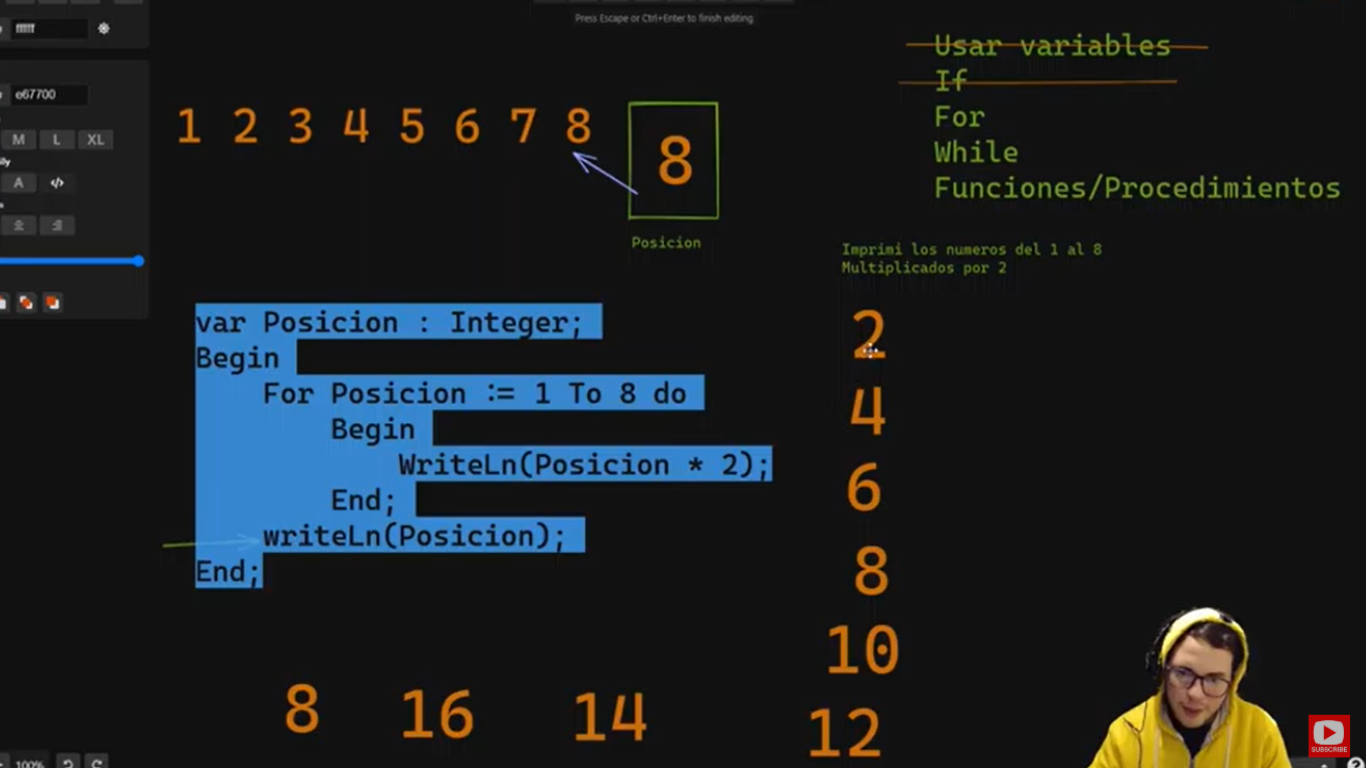 Press Escape or Ctrl+Enter to finish editing
ffffff
e67700
M L XL
A </>
1 2 3 4 5 6 7 8
8
Posicion
Usar variables
If
For
While
Funciones/Procedimientos
Imprimi los numeros del 1 al 8
Multiplicados por 2
2
4
6
8
10
12
var Posicion : Integer;
Begin
For Posicion := 1 To 8 do
Begin
WriteLn(Posicion * 2);
End;
writeLn(Posicion);
End;
8 16 14
100%
SUBSCRIBE